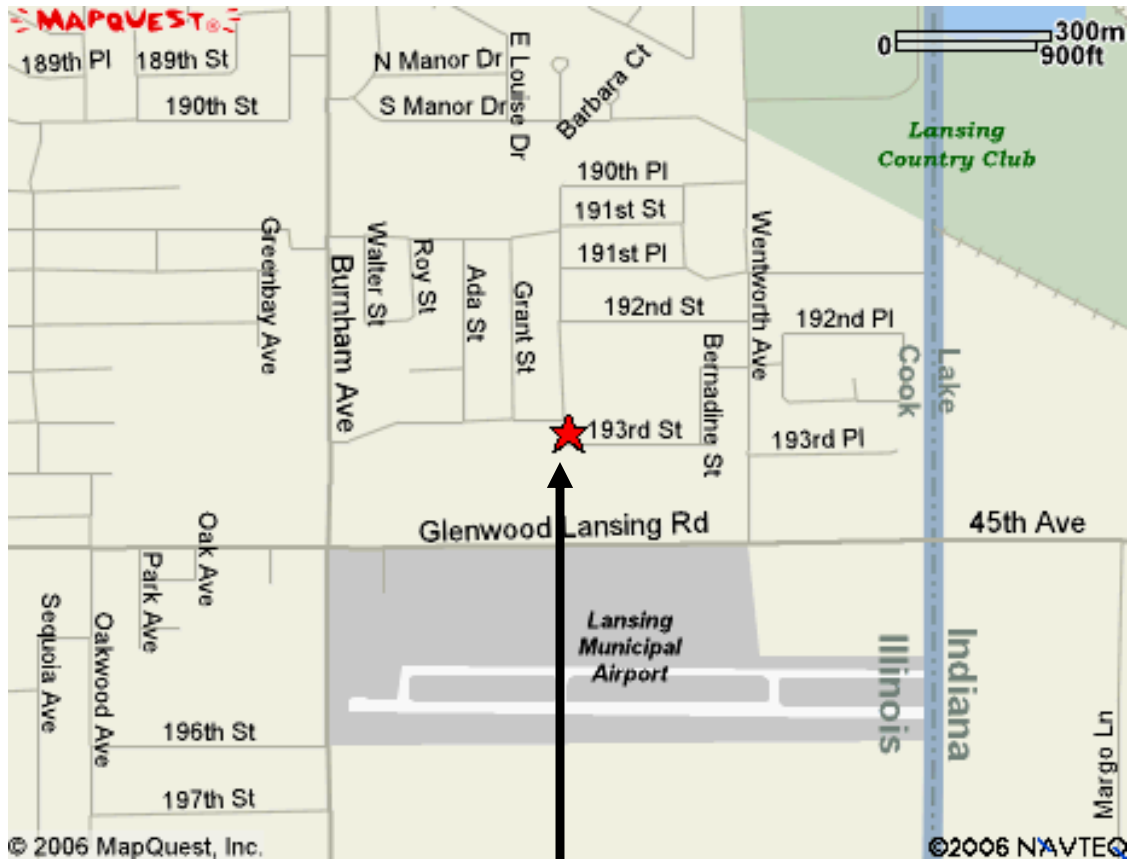 MAPQUEST®
300m
0
900ft
189th Pl
189th St
N Manor Dr
E Louise Dr
Barbara Ct
190th St
S Manor Dr
Lansing
Country Club
190th Pl
191st St
191st Pl
Greenbay Ave
Burnham Ave
Walter St
Roy St
Ada St
Grant St
Wentworth Ave
192nd St
192nd Pl
Bernadine St
Cook
Lake
193rd St
193rd Pl
Glenwood Lansing Rd
45th Ave
Oak Ave
Park Ave
Sequoia Ave
Oakwood Ave
Lansing
Municipal
Airport
Illinois
Indiana
196th St
197th St
Margo Ln
© 2006 MapQuest, Inc.
©2006 NAVTEQ